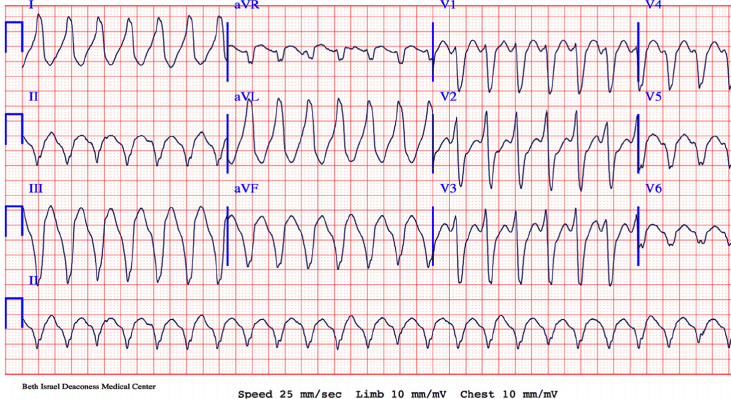 I aVR V1 V4
II aVL V2 V5
III aVF V3 V6
II
Beth Israel Deaconess Medical Center
Speed 25 mm/sec Limb 10 mm/mV Chest 10 mm/mV